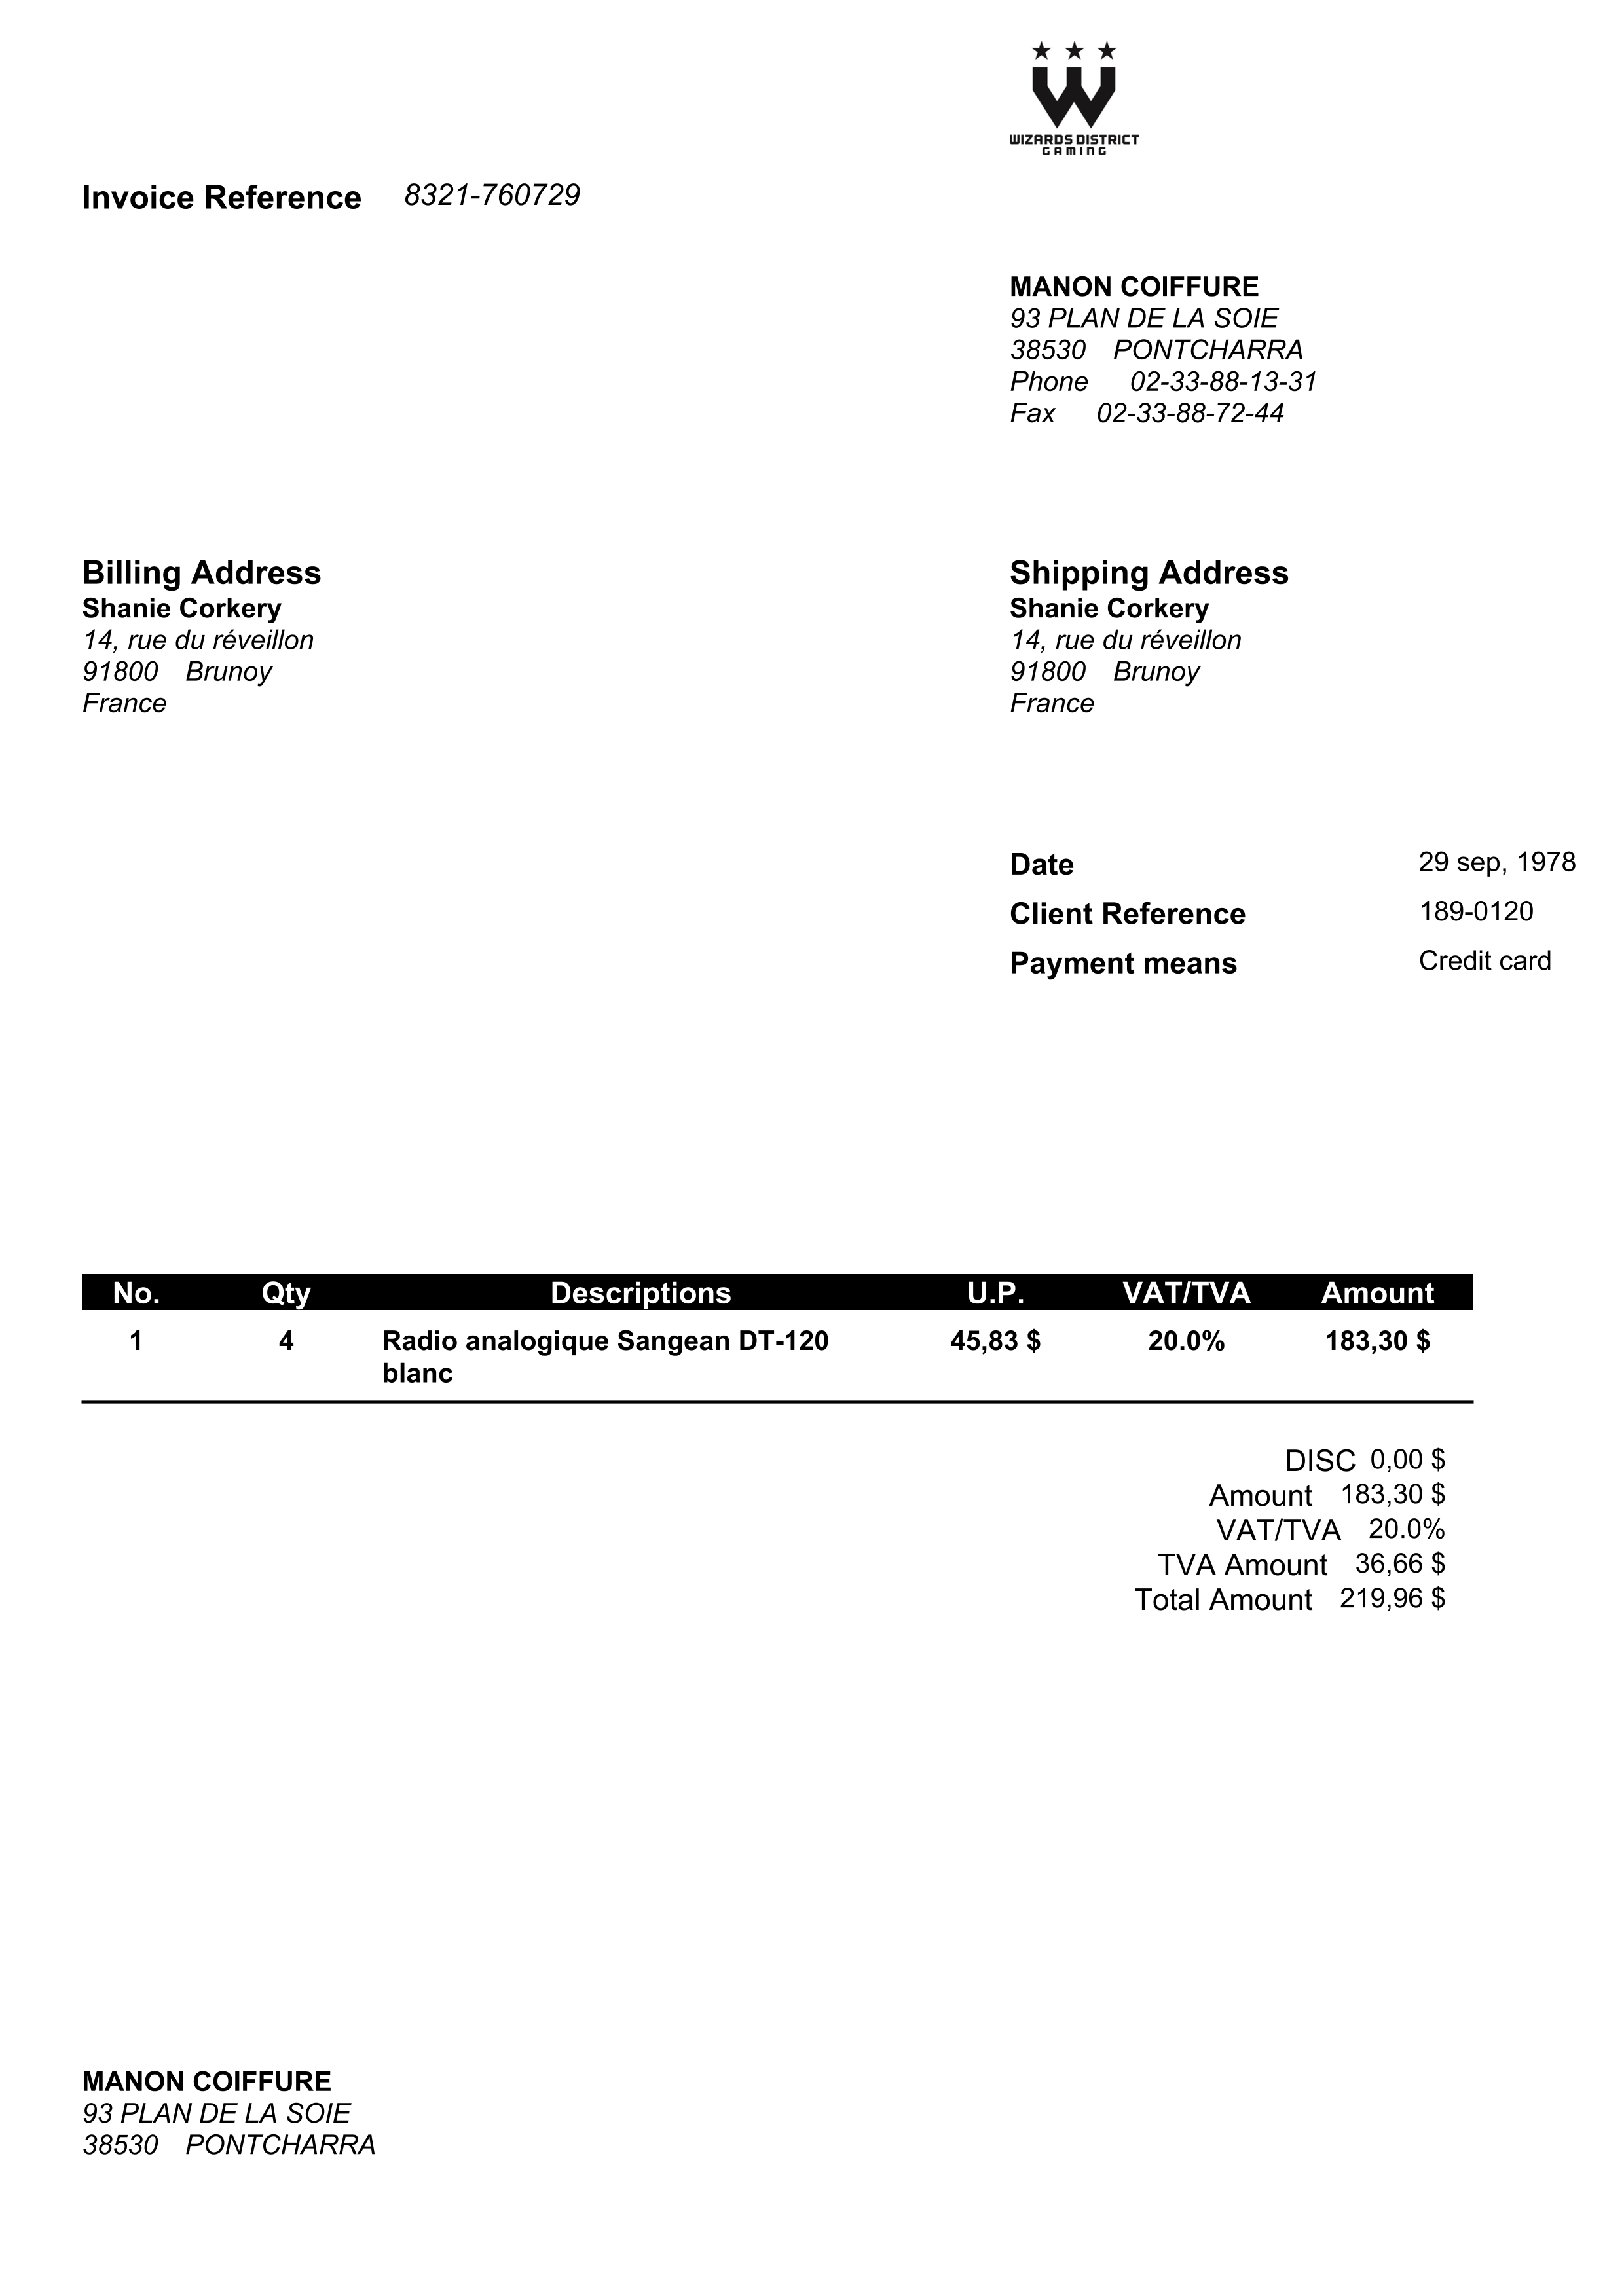 WIZARDS DISTRICT
GAMING
Invoice Reference 8321-760729
MANON COIFFURE
93 PLAN DE LA SOIE
38530 PONTCHARRA
Phone 02-33-88-13-31
Fax 02-33-88-72-44
Billing Address
Shanie Corkery
14, rue du réveillon
91800 Brunoy
France
Shipping Address
Shanie Corkery
14, rue du réveillon
91800 Brunoy
France
Date 29 sep, 1978
Client Reference 189-0120
Payment means Credit card
No. Qty Descriptions U.P. VAT/TVA Amount
1 4 Radio analogique Sangean DT-120 45,83 $ 20.0% 183,30 $
blanc
DISC 0,00 $
Amount 183,30 $
VAT/TVA 20.0%
TVA Amount 36,66 $
Total Amount 219,96 $
MANON COIFFURE
93 PLAN DE LA SOIE
38530 PONTCHARRA